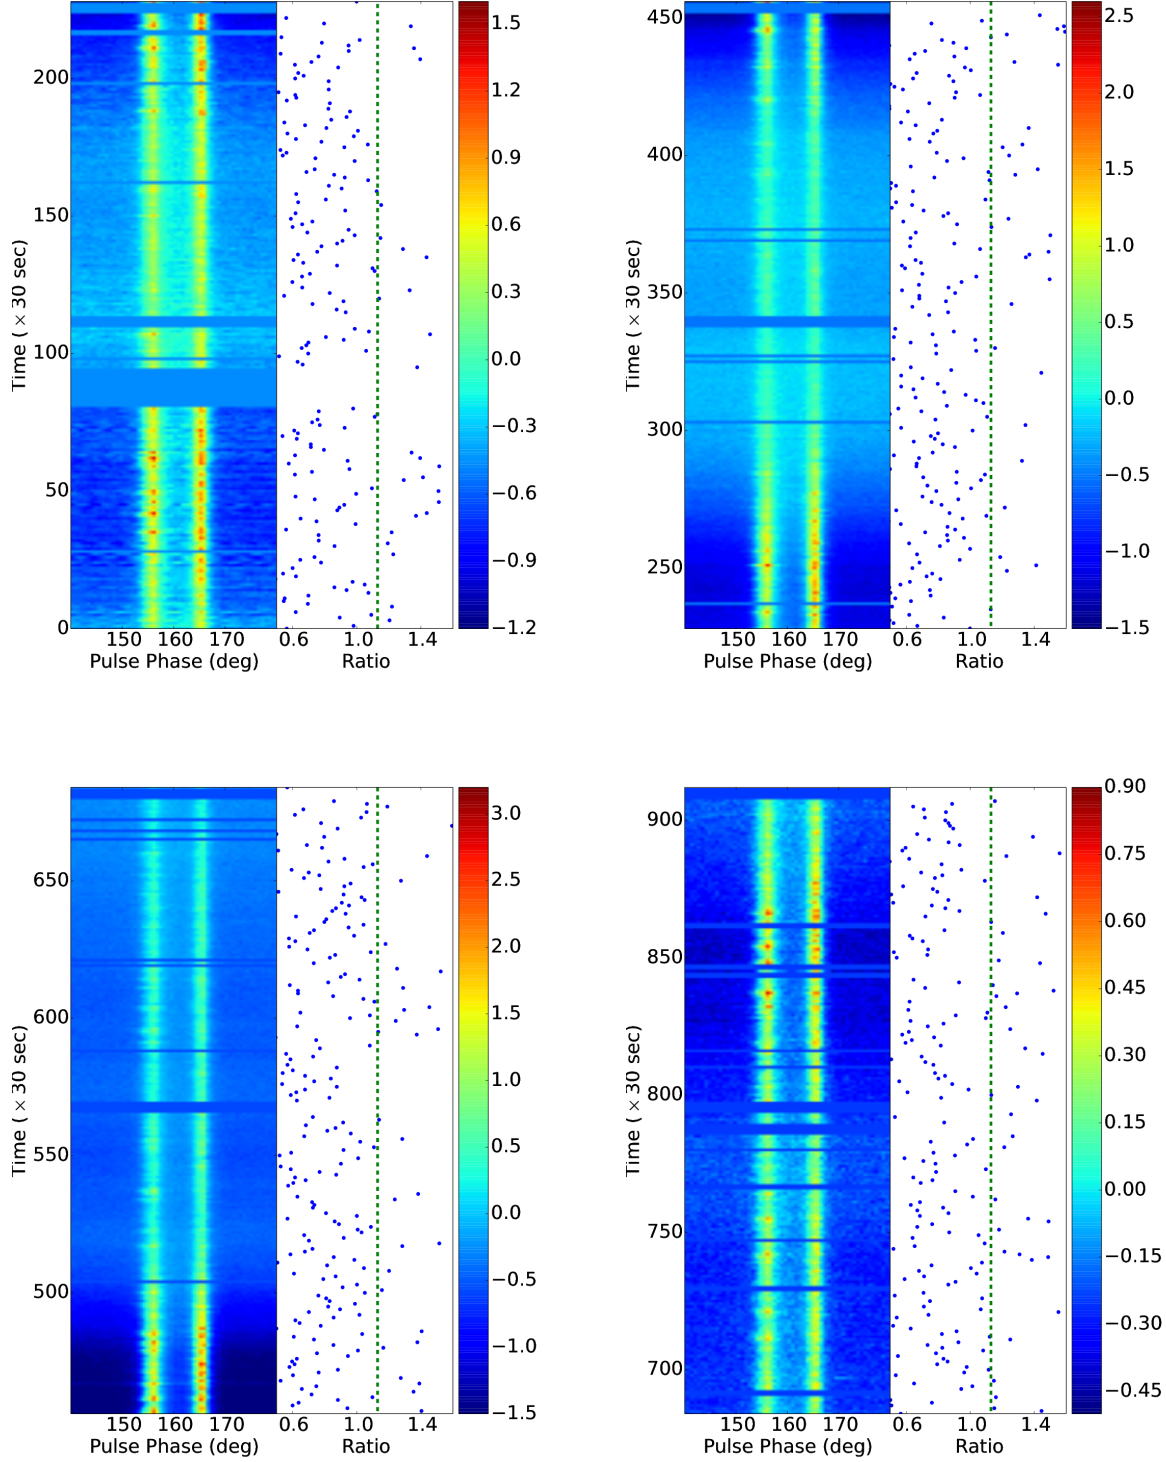 200
150
100
50
0
Time ( × 30 sec)
150 160 170
Pulse Phase (deg)
0.6 1.0 1.4
Ratio
1.5
1.2
0.9
0.6
0.3
0.0
−0.3
−0.6
−0.9
−1.2
450
400
350
300
250
Time ( × 30 sec)
150 160 170
Pulse Phase (deg)
0.6 1.0 1.4
Ratio
2.5
2.0
1.5
1.0
0.5
0.0
−0.5
−1.0
−1.5
650
600
550
500
Time ( × 30 sec)
150 160 170
Pulse Phase (deg)
0.6 1.0 1.4
Ratio
3.0
2.5
2.0
1.5
1.0
0.5
0.0
−0.5
−1.0
−1.5
900
850
800
750
700
Time ( × 30 sec)
150 160 170
Pulse Phase (deg)
0.6 1.0 1.4
Ratio
0.90
0.75
0.60
0.45
0.30
0.15
0.00
−0.15
−0.30
−0.45